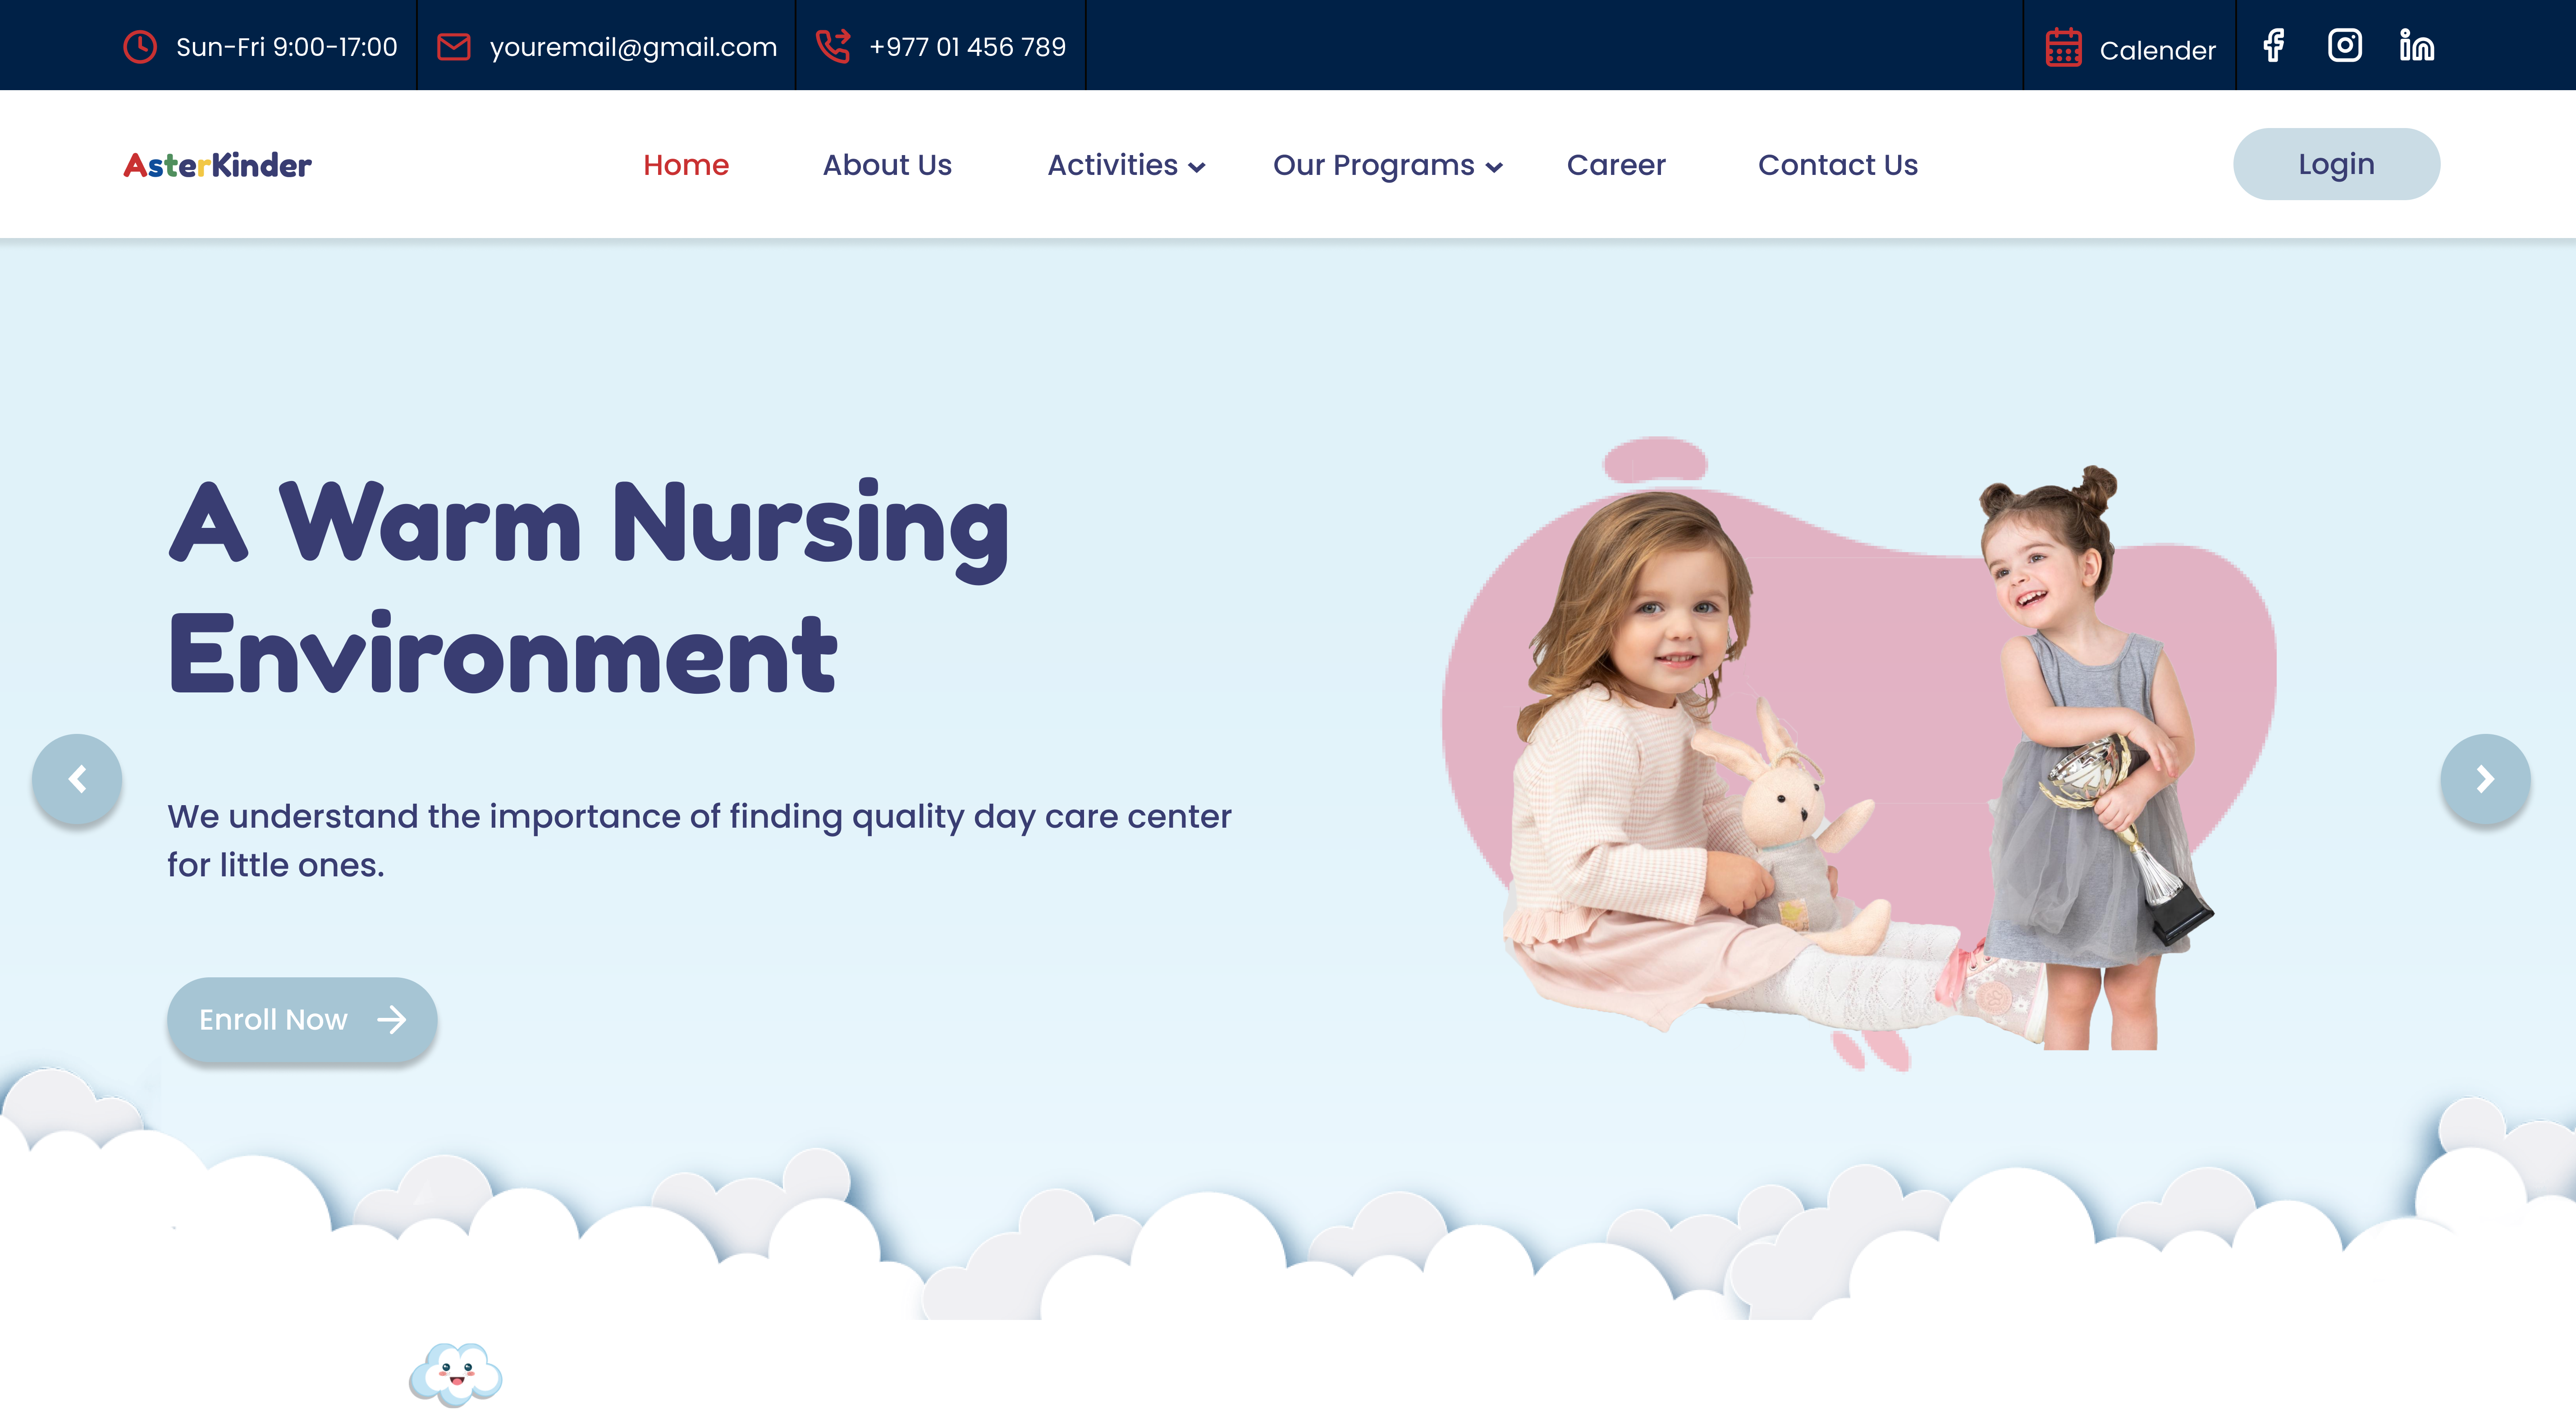 Sun-Fri 9:00-17:00
youremail@gmail.com
+977 01 456 789
Calender
AsterKinder
Home
About Us
Activities
Our Programs
Career
Contact Us
Login
A Warm Nursing
Environment
We understand the importance of finding quality day care center
for little ones.
Enroll Now